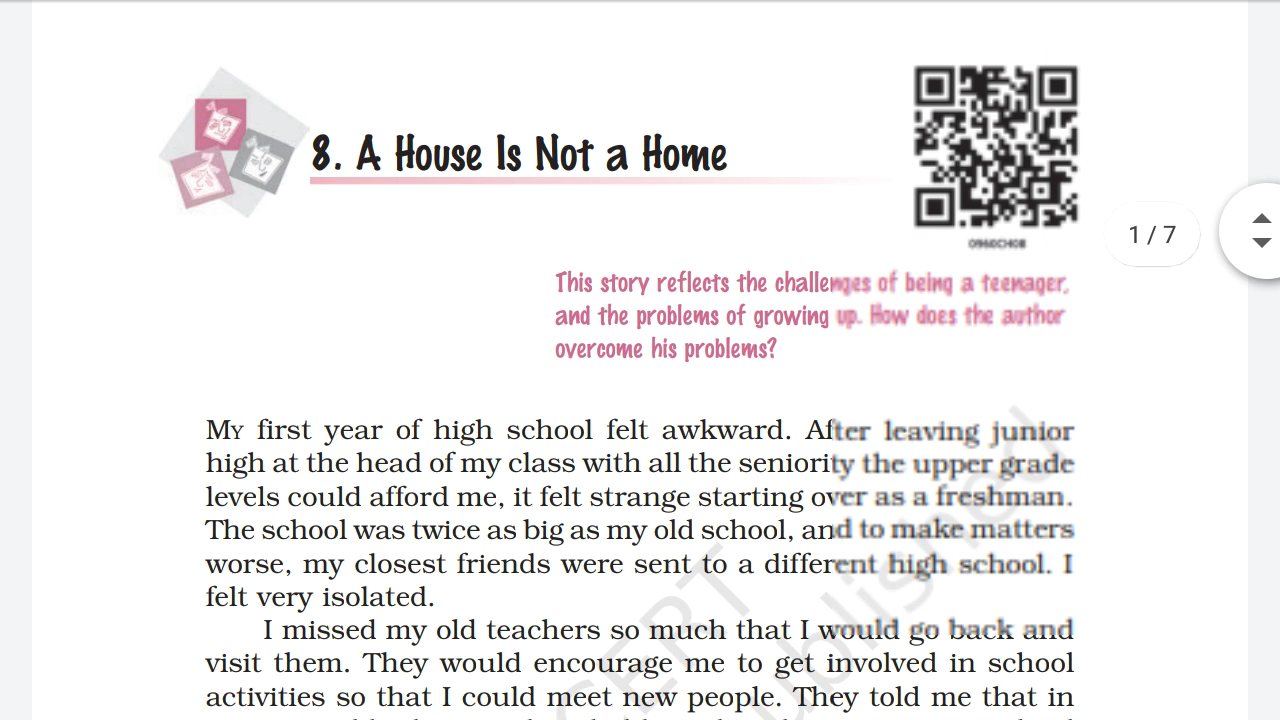 8. A House Is Not a Home
0960CH08
1 / 7
This story reflects the challenges of being a teenager,
and the problems of growing up. How does the author
overcome his problems?
MY first year of high school felt awkward. After leaving junior
high at the head of my class with all the seniority the upper grade
levels could afford me, it felt strange starting over as a freshman.
The school was twice as big as my old school, and to make matters
worse, my closest friends were sent to a different high school. I
felt very isolated.
I missed my old teachers so much that I would go back and
visit them. They would encourage me to get involved in school
activities so that I could meet new people. They told me that in